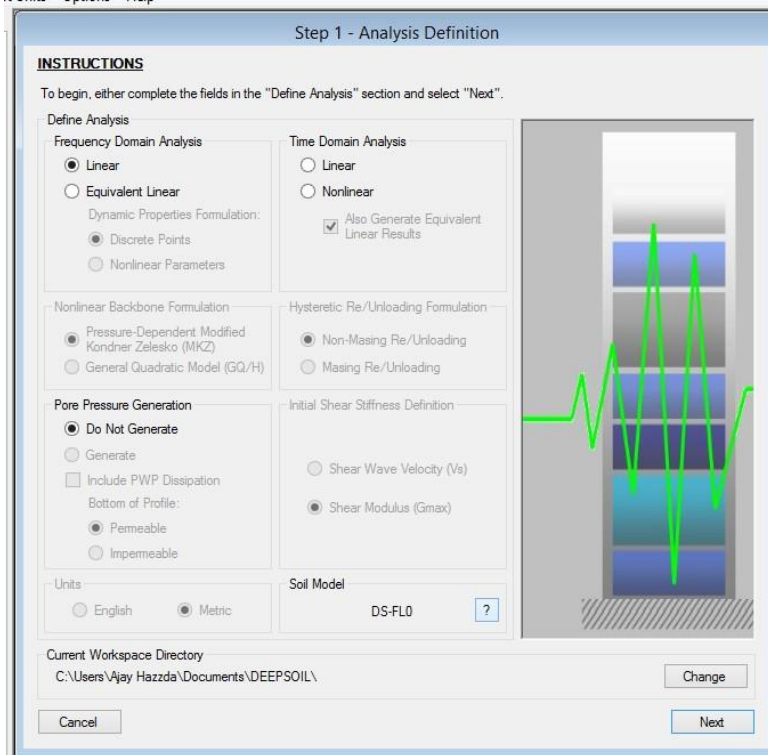 Options Help
Step 1 - Analysis Definition
INSTRUCTIONS
To begin, either complete the fields in the "Define Analysis" section and select "Next".
Define Analysis
Frequency Domain Analysis
Linear
Equivalent Linear
Dynamic Properties Formulation:
Discrete Points
Nonlinear Parameters
Time Domain Analysis
Linear
Nonlinear
Also Generate Equivalent
Linear Results
Nonlinear Backbone Formulation
Pressure-Dependent Modified
Kondner Zelesko (MKZ)
General Quadratic Model (GQ/H)
Hysteretic Re/Unloading Formulation
Non-Masing Re/Unloading
Masing Re/Unloading
Pore Pressure Generation
Do Not Generate
Generate
Include PWP Dissipation
Bottom of Profile:
Permeable
Impermeable
Initial Shear Stiffness Definition
Shear Wave Velocity (Vs)
Shear Modulus (Gmax)
Units
English Metric
Soil Model
DS-FL0 ?
Current Workspace Directory
C:\Users\Ajay Hazzda\Documents\DEEPSOIL\
Change
Cancel
Next